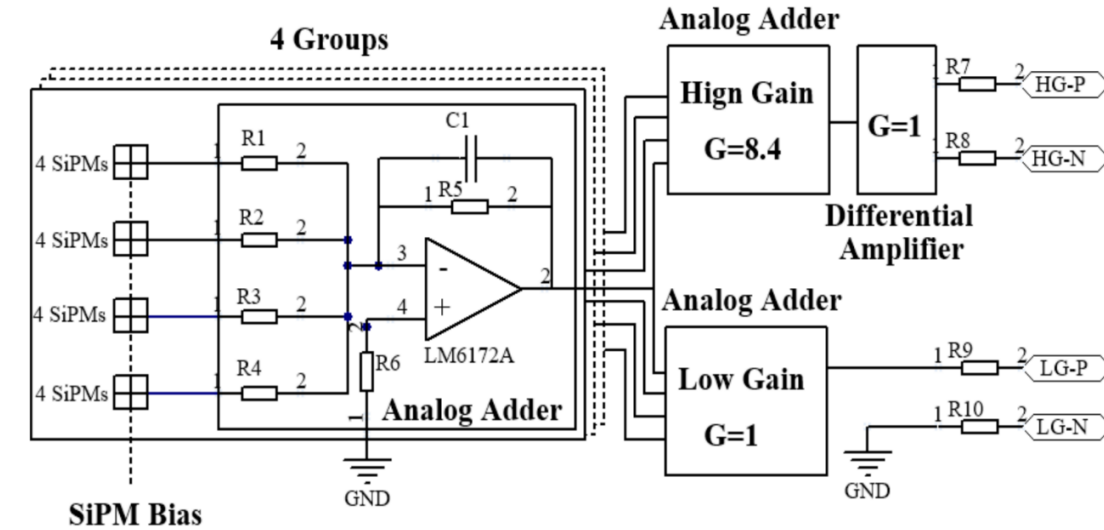 Analog Adder
4 Groups
Hign Gain
G=8.4
G=1
R7
2
HG-P
R8
2
HG-N
Differential
Amplifier
4 SiPMs
1
R1
2
4 SiPMs
1
R2
2
4 SiPMs
1
R3
2
4 SiPMs
1
R4
2
C1
1
R5
2
3
-
4
+
2
LM6172A
2
R6
1
Analog Adder
GND
SiPM Bias
Analog Adder
Low Gain
G=1
1
R9
2
LG-P
1
R10
2
LG-N
GND